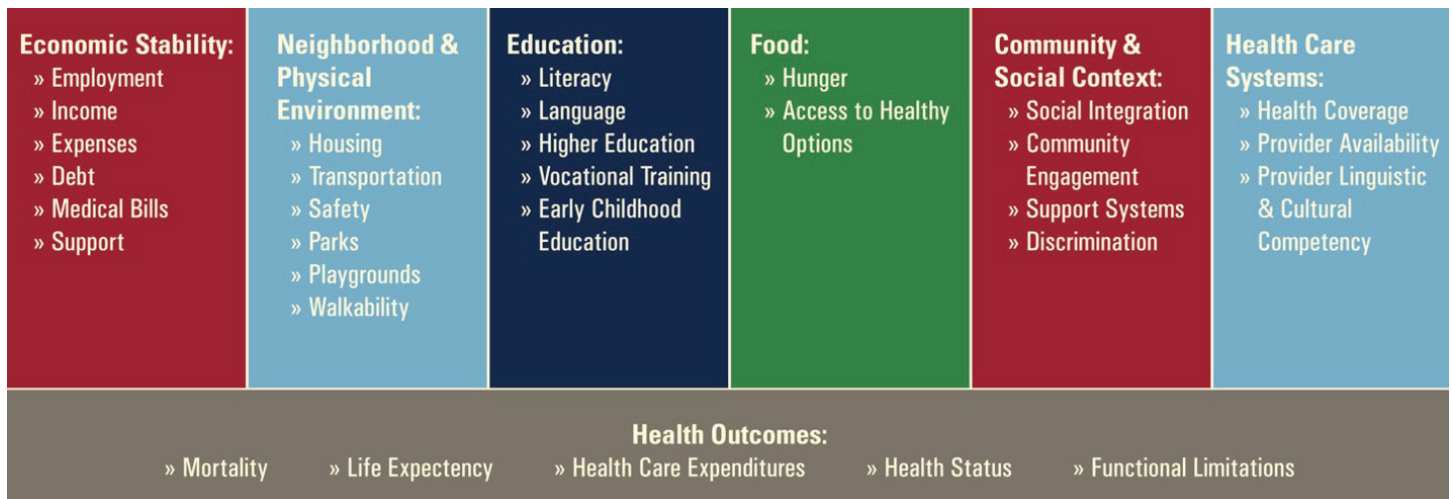 Economic Stability:
» Employment
» Income
» Expenses
» Debt
» Medical Bills
» Support
Neighborhood &
Physical
Environment:
» Housing
» Transportation
» Safety
» Parks
» Playgrounds
» Walkability
Education:
» Literacy
» Language
» Higher Education
» Vocational Training
» Early Childhood
Education
Food:
» Hunger
» Access to Healthy
Options
Community &
Social Context:
» Social Integration
» Community
Engagement
» Support Systems
» Discrimination
Health Care
Systems:
» Health Coverage
» Provider Availability
» Provider Linguistic
& Cultural
Competency
Health Outcomes:
» Mortality » Life Expectency » Health Care Expenditures » Health Status » Functional Limitations